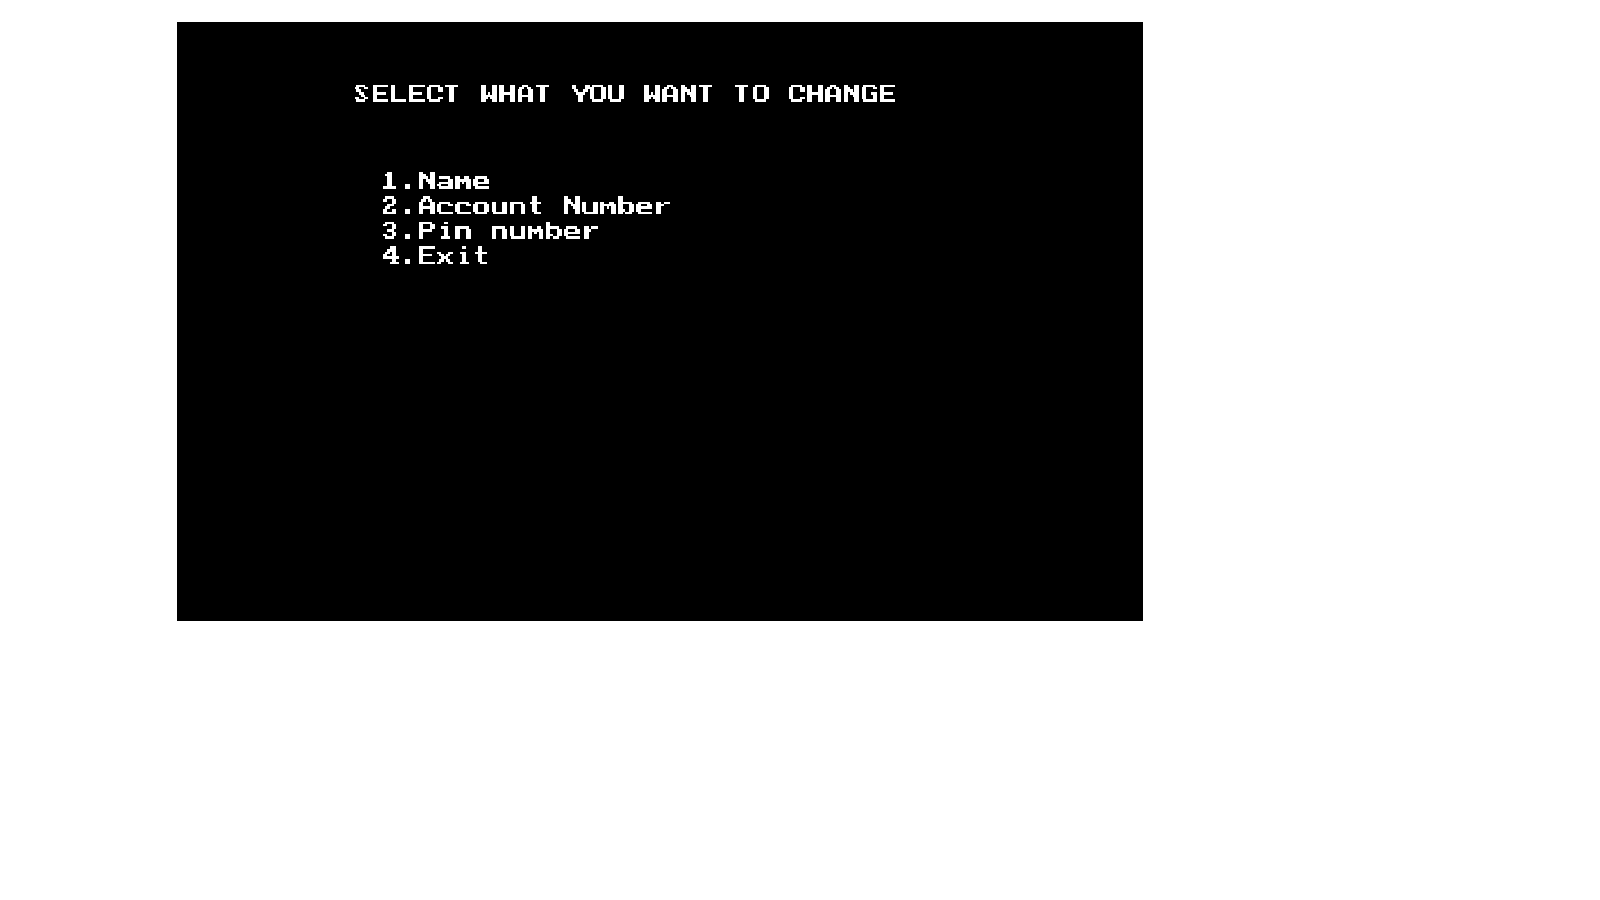 SELECT WHAT YOU WANT TO CHANGE
1.Name
2.Account Number
3.Pin number
4.Exit